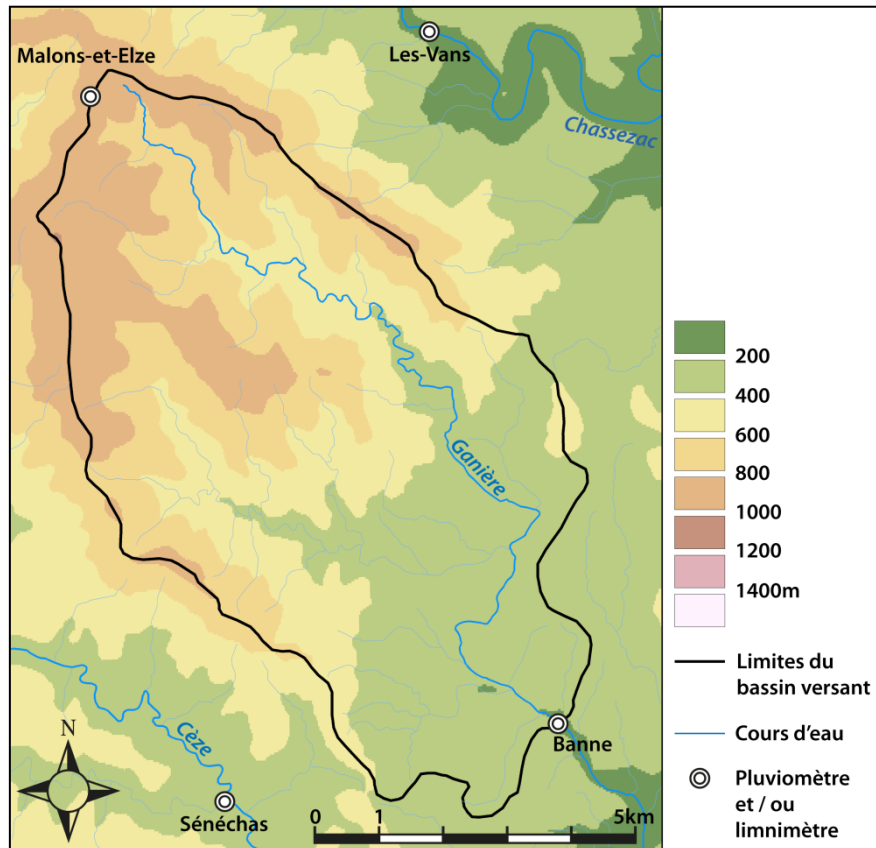 Malons-et-Elze
Les-Vans
Chassezac
Ganière
Cèze
Sénéchas
Banne
N
0 1 5km
200
400
600
800
1000
1200
1400m
Limites du
bassin versant
Cours d'eau
Pluviomètre
et / ou
limnimètre